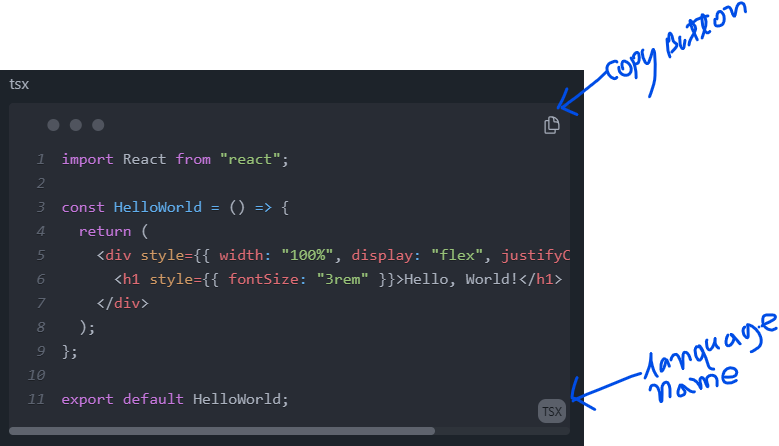 copy Button
tsx
1 import React from "react";
2
3 const HelloWorld = () => {
4 return (
5 <div style={{ width: "100%", display: "flex", justifyC
6 <h1 style={{ fontSize: "3rem" }}>Hello, World!</h1>
7 </div>
8 );
9 };
10
11 export default HelloWorld;
language
name
TSX